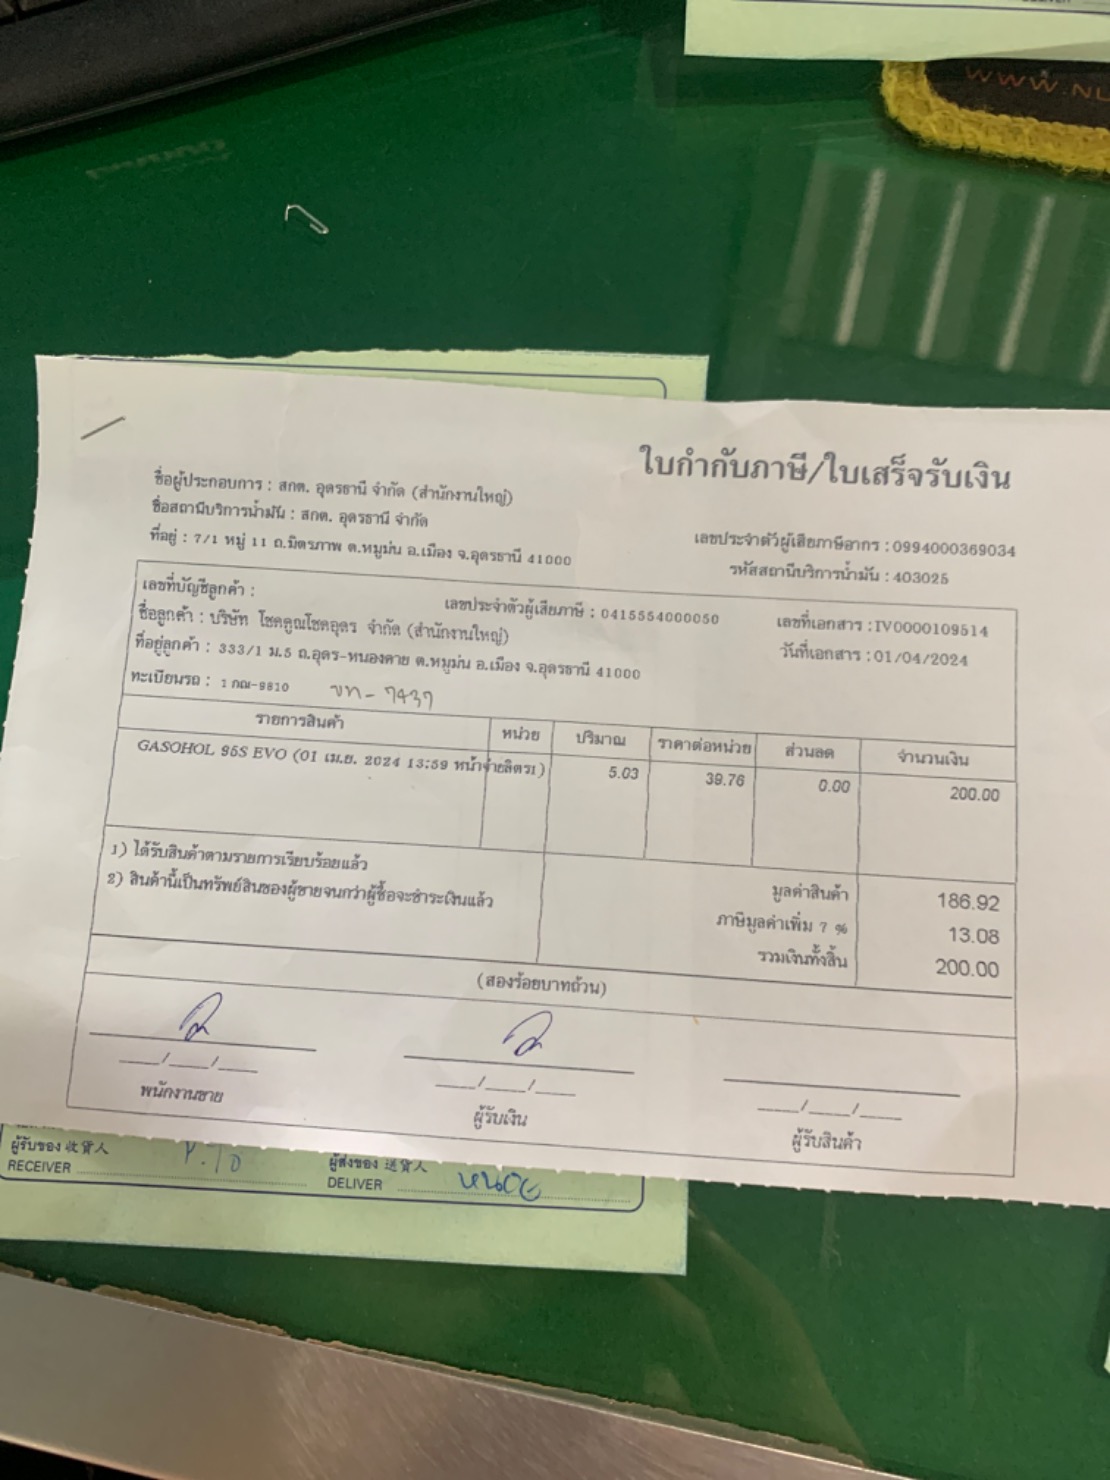 WWW.NL
ใบกำกับภาษี/ใบเสร็จรับเงิน
ชื่อผู้ประกอบการ : สกต. อุดรธานี จำกัด (สำนักงานใหญ่)
ชื่อสถานีบริการน้ำมัน : สกต. อุดรธานี จำกัด
ที่อยู่ : 7/1 หมู่ 11 ถ.มิตรภาพ ต.หมูม่น อ.เมือง จ.อุดรธานี 41000
เลขประจำตัวผู้เสียภาษีอากร : 0994000369034
รหัสสถานีบริการน้ำมัน : 403025
เลขที่บัญชีลูกค้า :
เลขประจำตัวผู้เสียภาษี : 0415554000050
เลขที่เอกสาร : IV0000109514
ชื่อลูกค้า : บริษัท โชคคูณโชคอุดร จำกัด (สำนักงานใหญ่)
วันที่เอกสาร : 01/04/2024
ที่อยู่ลูกค้า : 333/1 ม.5 ถ.อุดร-หนองคาย ต.หมูม่น อ.เมือง จ.อุดรธานี 41000
ทะเบียนรถ : 1 กณ-9810 ขท-7437
รายการสินค้า หน่วย ปริมาณ ราคาต่อหน่วย ส่วนลด จำนวนเงิน
GASOHOL 95S EVO (01 เม.ย. 2024 13:59 หน้าจ่ายลิตร1) 5.03 39.76 0.00 200.00
1) ได้รับสินค้าตามรายการเรียบร้อยแล้ว
2) สินค้านี้เป็นทรัพย์สินของผู้ขายจนกว่าผู้ซื้อจะชำระเงินแล้ว
มูลค่าสินค้า 186.92
ภาษีมูลค่าเพิ่ม 7 % 13.08
รวมเงินทั้งสิ้น 200.00
(สองร้อยบาทถ้วน)
___/___/___ ___/___/___ ___/___/___
พนักงานขาย ผู้รับเงิน ผู้รับสินค้า
ผู้รับของ 收貨人 ผู้ส่งของ 送貨人
RECEIVER DELIVER